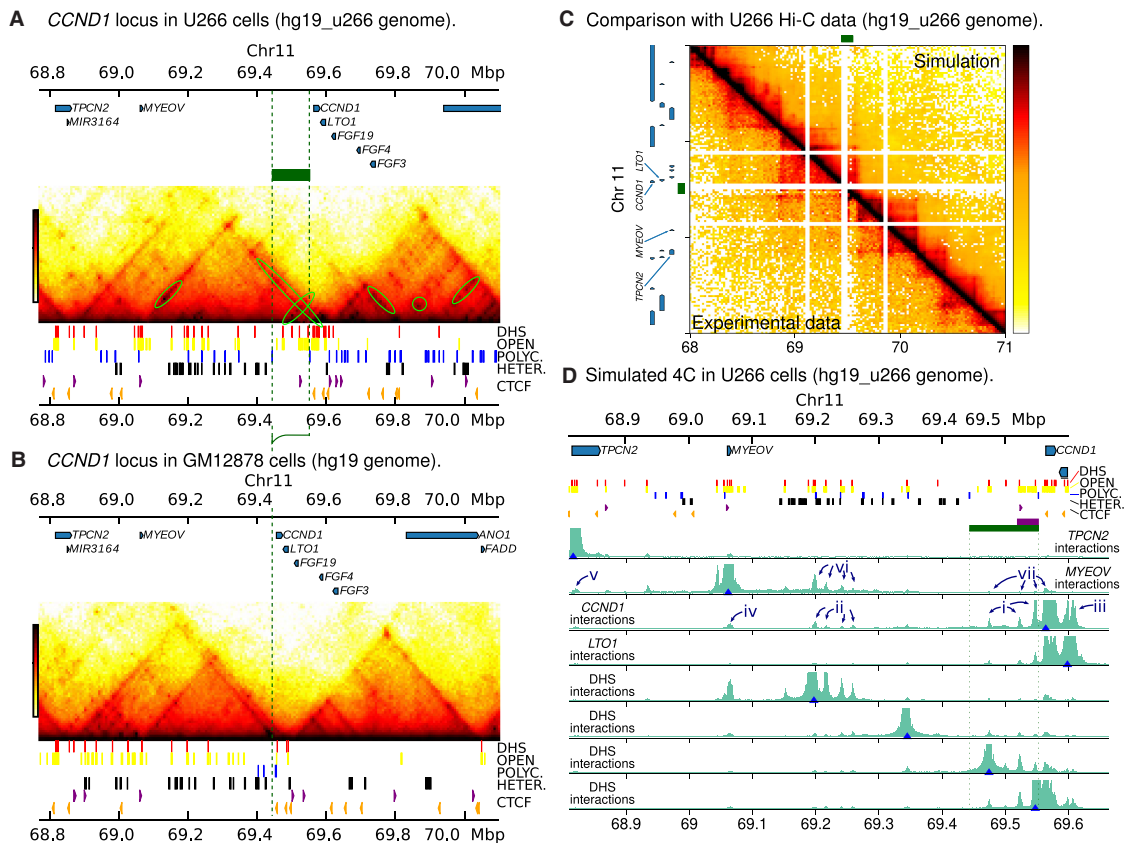 A CCND1 locus in U266 cells (hg19_u266 genome).
Chr11
68.8 69.0 69.2 69.4 69.6 70.0 Mbp
TPCN2 MYEOV CCND1
MIR3164 LTO1
FGF19
FGF4
FGF3
DHS
OPEN
POLYC.
HETER.
CTCF
68.8 69.0 69.2 69.4 69.6 70.0 Mbp
B CCND1 locus in GM12878 cells (hg19 genome).
Chr11
68.8 69.0 69.2 69.4 69.6 69.8 70.0 Mbp
TPCN2 MYEOV CCND1 ANO1
MIR3164 LTO1 FADD
FGF19
FGF4
FGF3
DHS
OPEN
POLYC.
HETER.
CTCF
68.8 69.0 69.2 69.4 69.6 69.8 70.0 Mbp
C Comparison with U266 Hi-C data (hg19_u266 genome).
Simulation
Chr 11
LTO1
CCND1
MYEOV
TPCN2
Experimental data
68 69 70 71
D Simulated 4C in U266 cells (hg19_u266 genome).
Chr11
68.9 69.0 69.1 69.2 69.3 69.4 69.5 Mbp
TPCN2 MYEOV CCND1
DHS
OPEN
POLYC.
HETER.
CTCF
TPCN2
interactions
v vi vii MYEOV
interactions
CCND1
interactions
iv ii i iii
LTO1
interactions
DHS
interactions
DHS
interactions
DHS
interactions
DHS
interactions
68.9 69 69.1 69.2 69.3 69.4 69.5 69.6